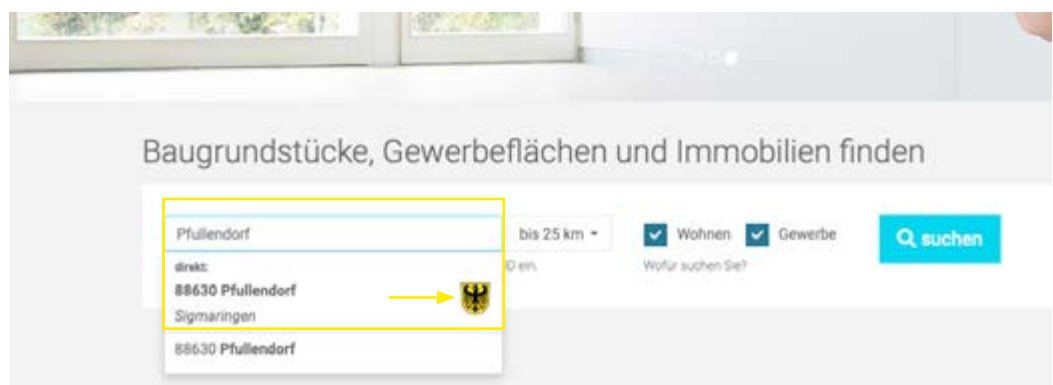 Baugrundstücke, Gewerbeflächen und Immobilien finden
Pfullendorf bis 25 km Wohnen Gewerbe suchen
direkt: ein. Wofür suchen Sie?
88630 Pfullendorf
Sigmaringen
88630 Pfullendorf